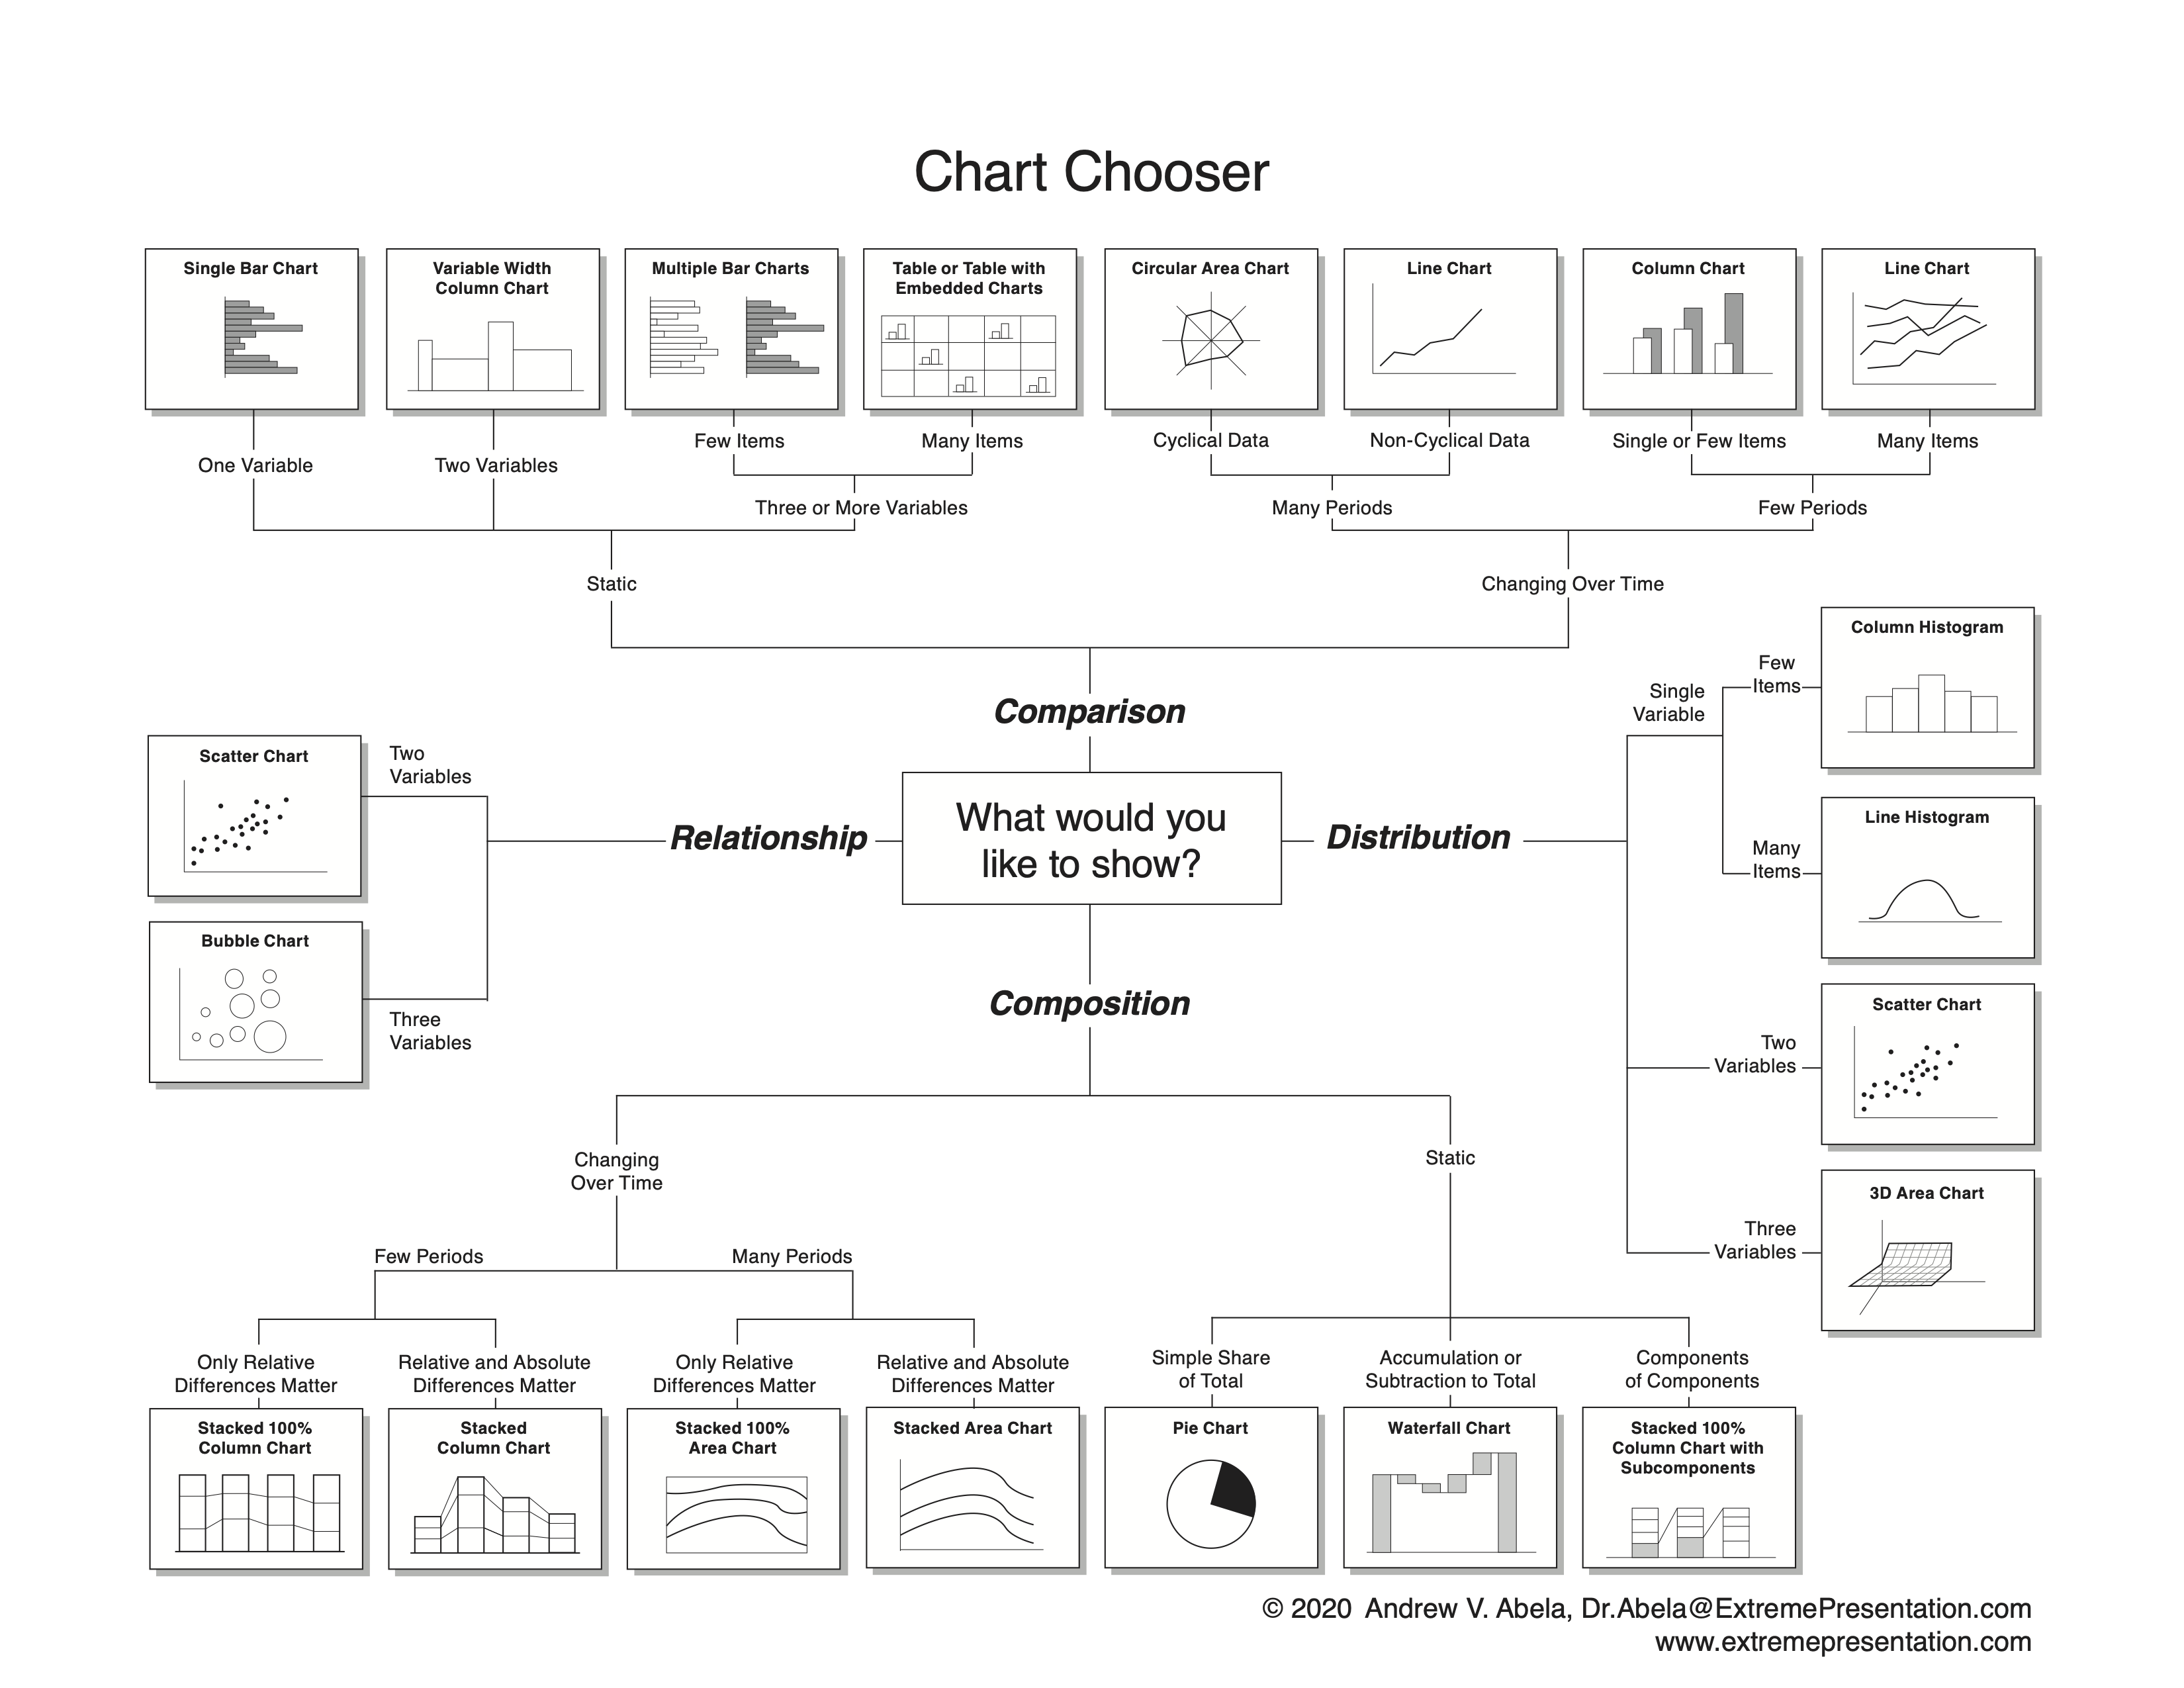 Chart Chooser
Single Bar Chart
Variable Width
Column Chart
Multiple Bar Charts
Table or Table with
Embedded Charts
Circular Area Chart
Line Chart
Column Chart
Line Chart
One Variable
Two Variables
Few Items
Many Items
Three or More Variables
Cyclical Data
Non-Cyclical Data
Many Periods
Single or Few Items
Many Items
Few Periods
Static
Changing Over Time
Comparison
What would you
like to show?
Relationship
Two
Variables
Scatter Chart
Three
Variables
Bubble Chart
Distribution
Single
Variable
Few
Items
Column Histogram
Many
Items
Line Histogram
Two
Variables
Scatter Chart
Three
Variables
3D Area Chart
Composition
Changing
Over Time
Few Periods
Many Periods
Only Relative
Differences Matter
Relative and Absolute
Differences Matter
Only Relative
Differences Matter
Relative and Absolute
Differences Matter
Stacked 100%
Column Chart
Stacked
Column Chart
Stacked 100%
Area Chart
Stacked Area Chart
Static
Simple Share
of Total
Accumulation or
Subtraction to Total
Components
of Components
Pie Chart
Waterfall Chart
Stacked 100%
Column Chart with
Subcomponents
© 2020 Andrew V. Abela, Dr.Abela@ExtremePresentation.com
www.extremepresentation.com